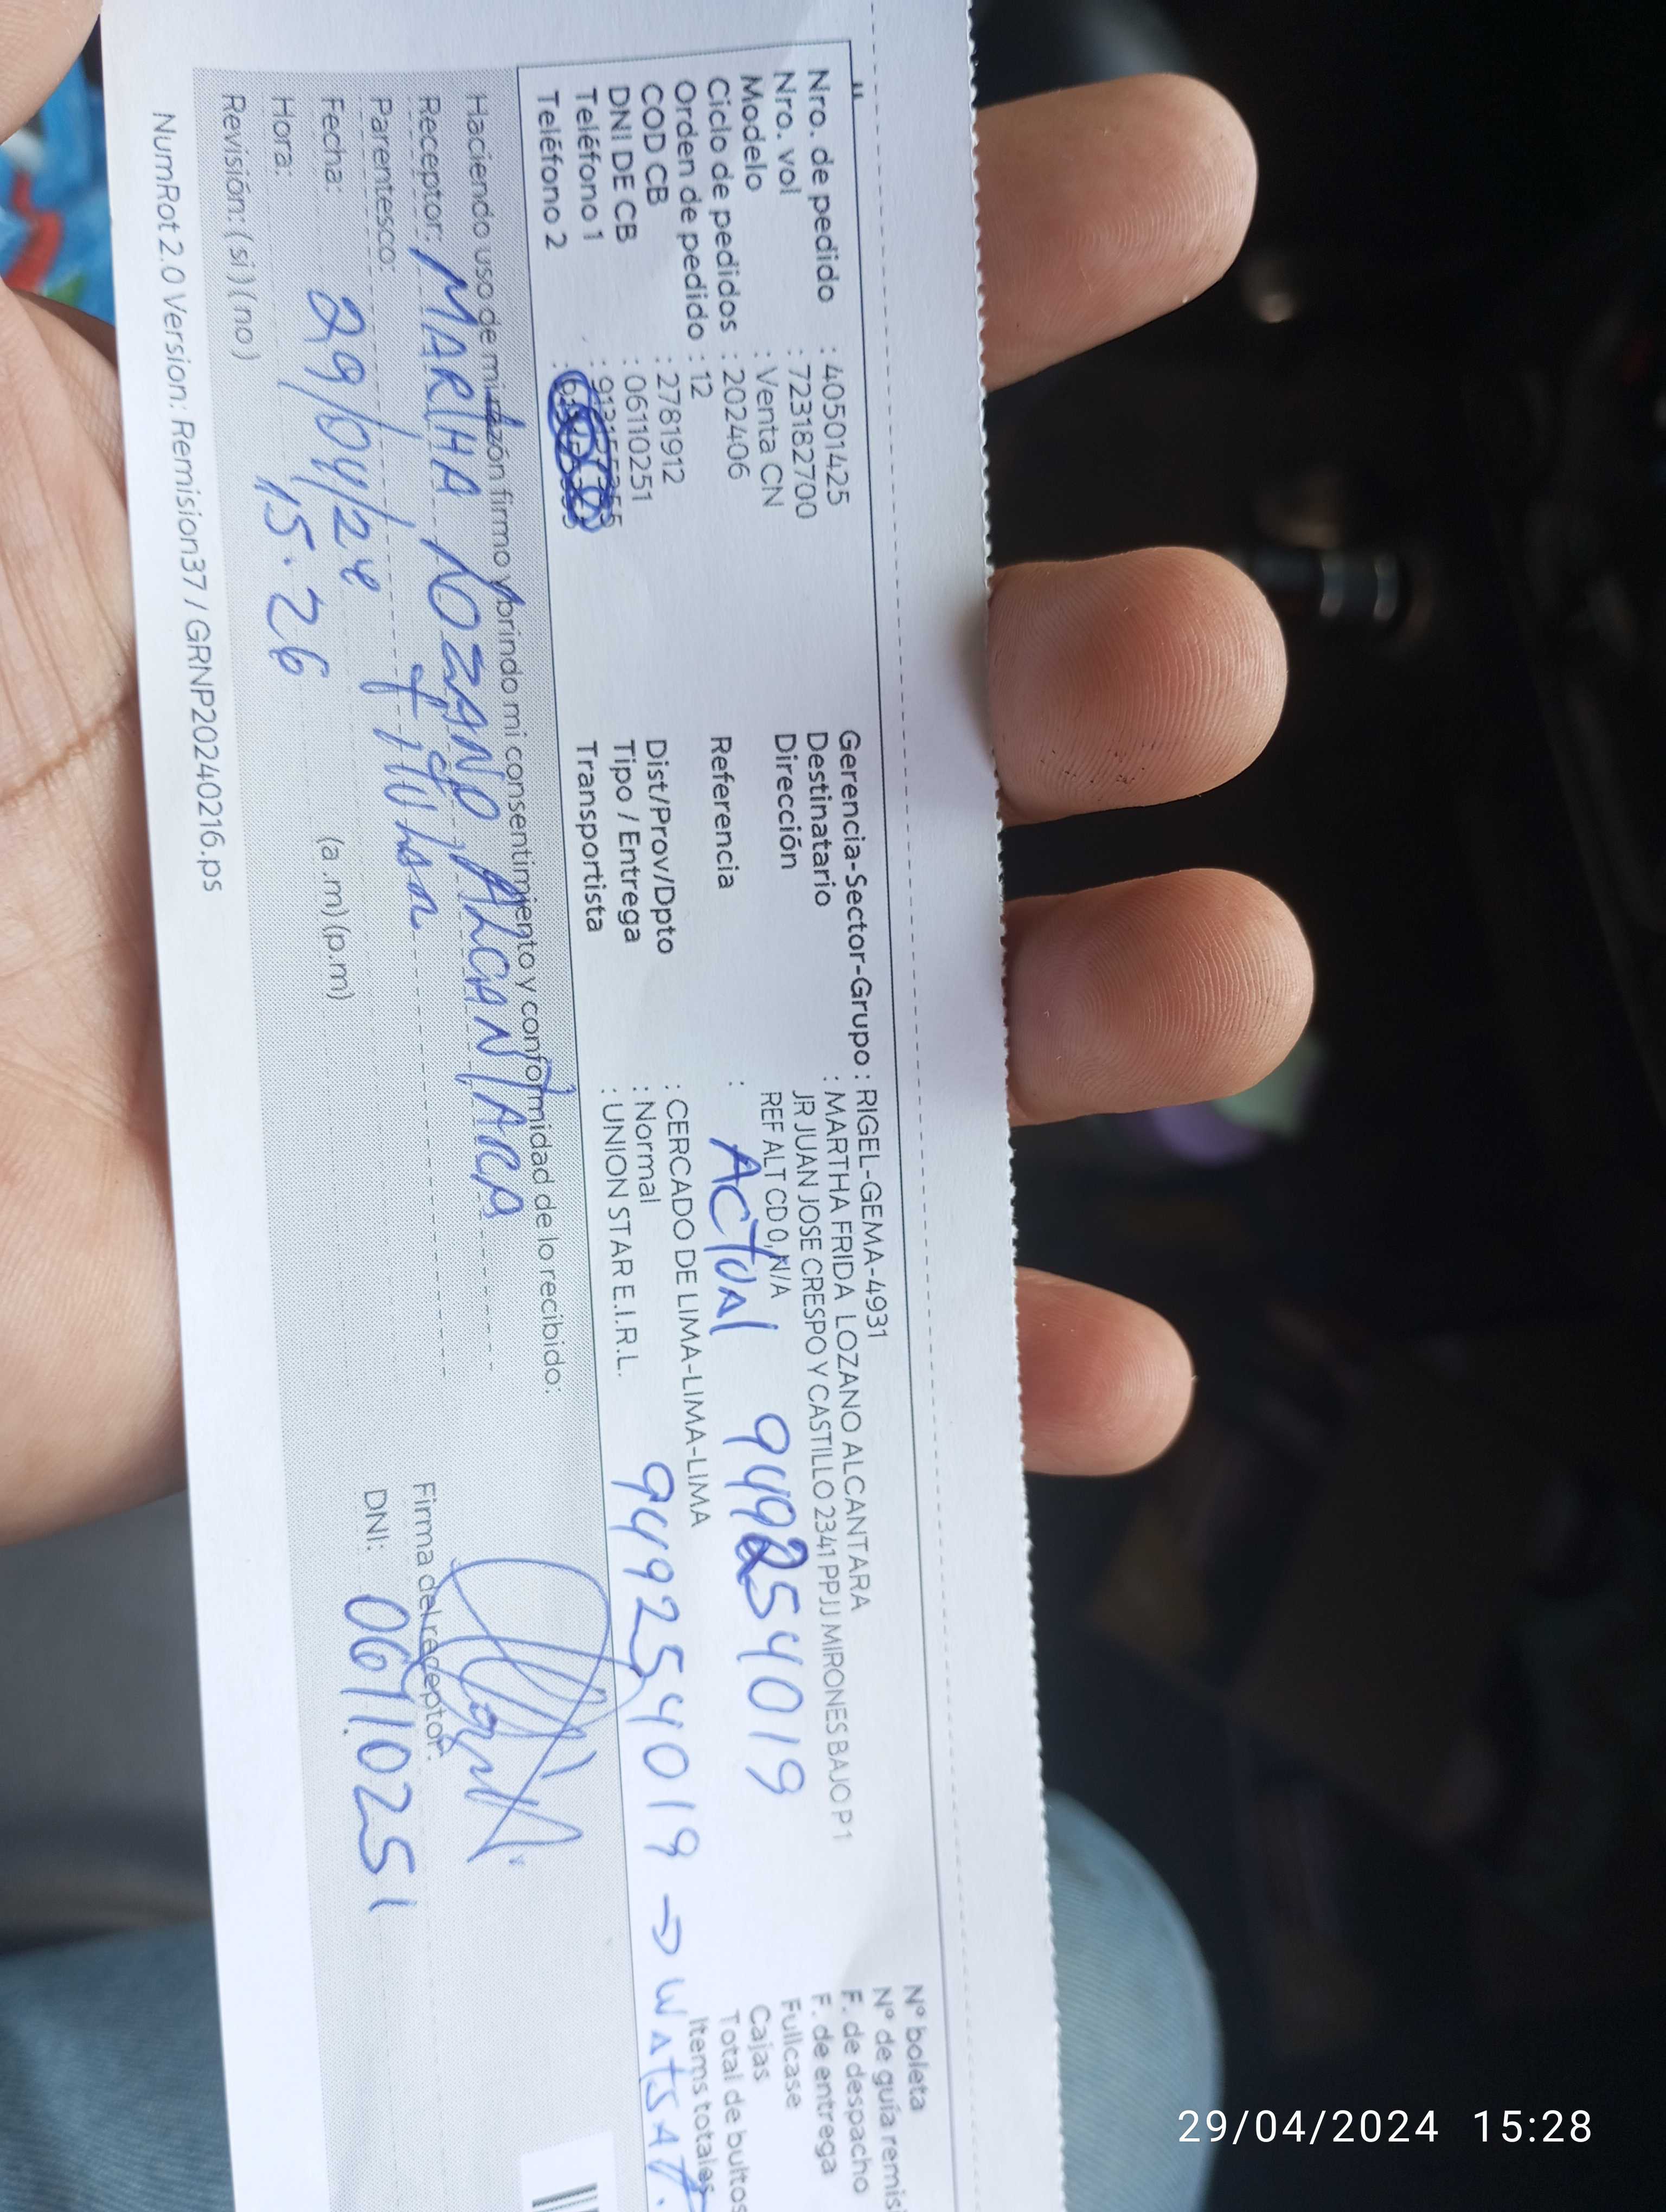 Nro. de pedido : 40501425
Nro. vol : 723182700
Modelo : Venta CN
Ciclo de pedidos : 202406
Orden de pedido : 12
COD CB : 2781912
DNI DE CB : 06110251
Teléfono 1 :
Teléfono 2 :
Gerencia-Sector-Grupo : RIGEL-GEMA-4931
Destinatario : MARTHA FRIDA LOZANO ALCANTARA
Dirección JR JUAN JOSE CRESPO Y CASTILLO 2341 PPJJ MIRONES BAJO P1
REF ALT CD 0, N/A
Referencia :
ACTUAl 944925 4019
Dist/Prov/Dpto : CERCADO DE LIMA-LIMA-LIMA
Tipo / Entrega : Normal
Transportista : UNION STAR E.I.R.L.
944925 4019 → WAtSAP.
N° boleta
N° de guía remis
F. de despacho
F. de entrega
Fullcase
Cajas
Total de bultos
Items totales
Haciendo uso de mi razón firmo y brindo mi consentimiento y conformidad de lo recibido:
Receptor: MARTHA LOZANO ALCANTARA
Parentesco:
Fecha: 29/04/24
(a.m) (p.m)
Hora: 15.26
Revisión: (si) (no)
Firma del receptor:
DNI: 06110251
NumRot 2.0 Version: Remision37 / GRNP20240216.ps
29/04/2024 15:28